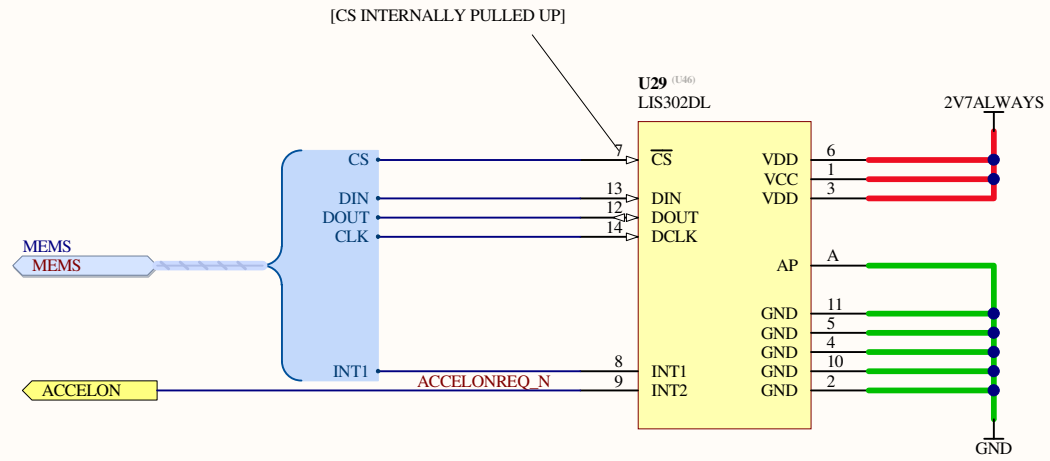 [CS INTERNALLY PULLED UP]
U29 (U46)
LIS302DL
2V7ALWAYS
CS 7 CS VDD 6
VCC 1
DIN 13 DIN VDD 3
DOUT 12 DOUT
CLK 14 DCLK
MEMS
MEMS
AP A
GND 11
GND 5
GND 4
INT1 8 INT1 GND 10
ACCELON ACCELONREQ_N 9 INT2 GND 2
GND